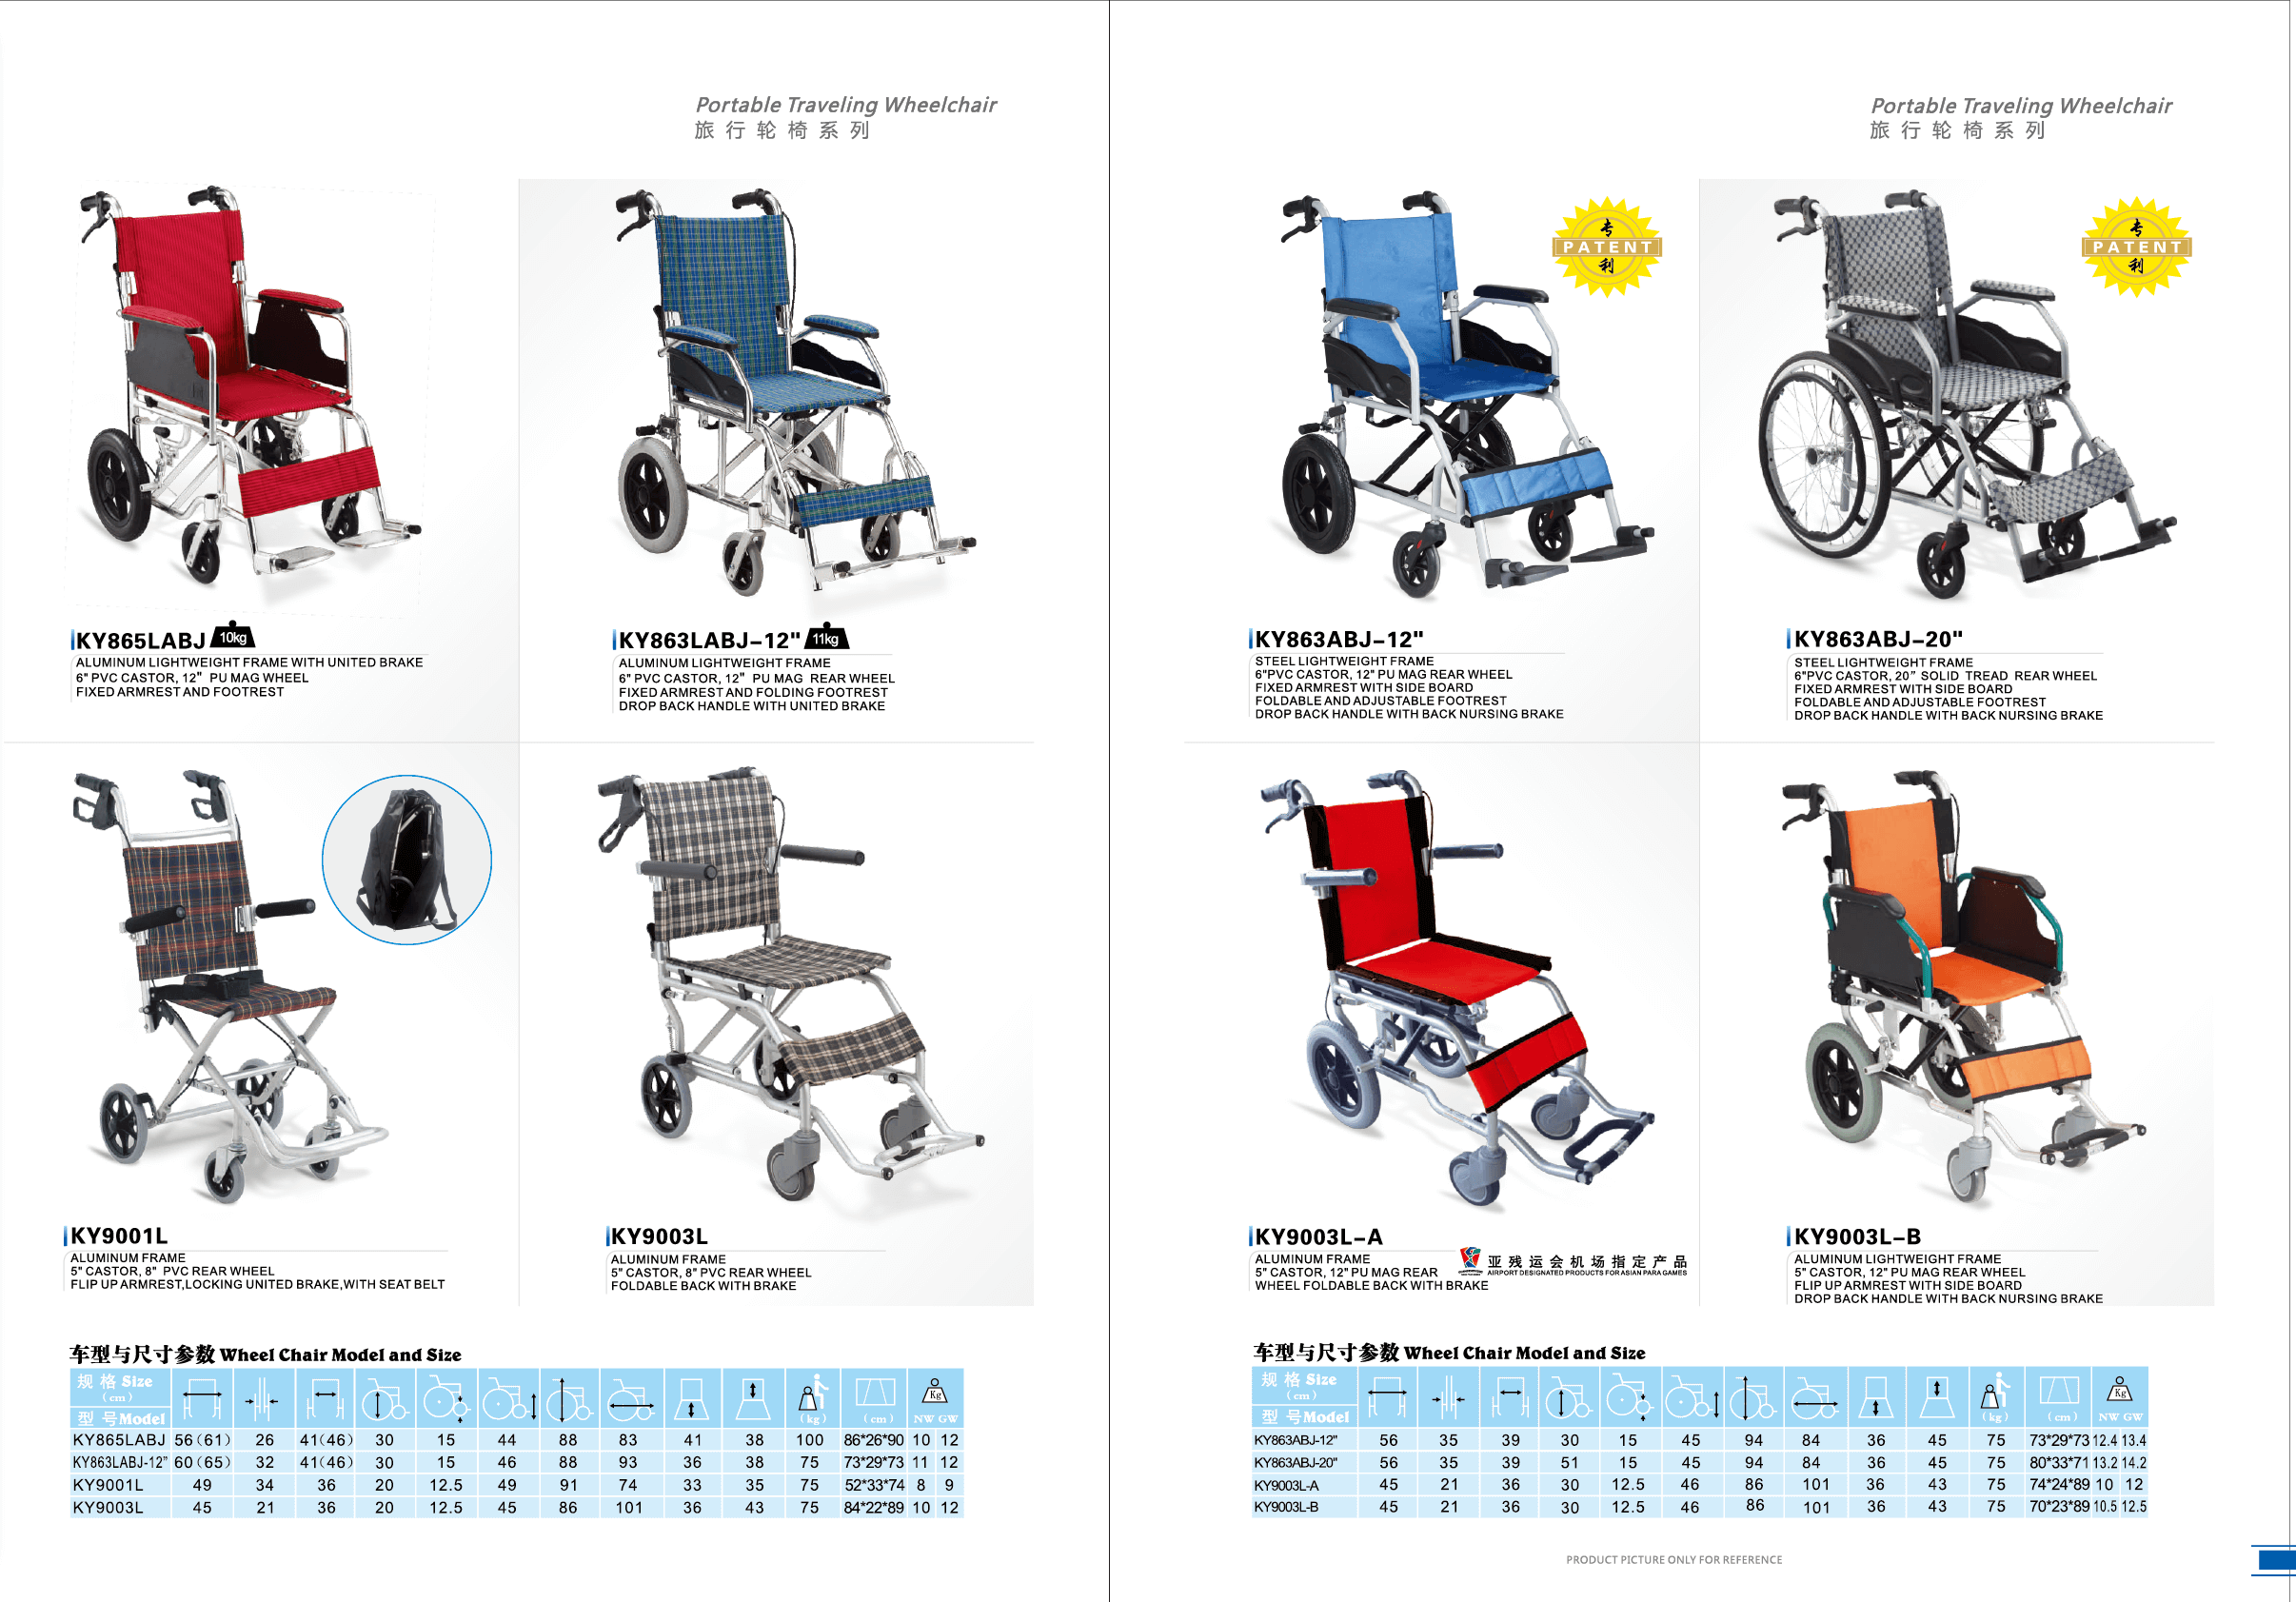 Portable Traveling Wheelchair
旅行轮椅系列
KY865LABJ 10kg
ALUMINUM LIGHTWEIGHT FRAME WITH UNITED BRAKE
6" PVC CASTOR, 12" PU MAG WHEEL
FIXED ARMREST AND FOOTREST
KY863LABJ-12" 11kg
ALUMINUM LIGHTWEIGHT FRAME
6" PVC CASTOR, 12" PU MAG REAR WHEEL
FIXED ARMREST AND FOLDING FOOTREST
DROP BACK HANDLE WITH UNITED BRAKE
KY9001L
ALUMINUM FRAME
5" CASTOR, 8" PVC REAR WHEEL
FLIP UP ARMREST,LOCKING UNITED BRAKE,WITH SEAT BELT
KY9003L
ALUMINUM FRAME
5" CASTOR, 8" PVC REAR WHEEL
FOLDABLE BACK WITH BRAKE
车型与尺寸参数 Wheel Chair Model and Size
规格 Size
(cm)
型号Model
(kg) (cm) Kg NW GW
KY865LABJ 56(61) 26 41(46) 30 15 44 88 83 41 38 100 86*26*90 10 12
KY863LABJ-12" 60(65) 32 41(46) 30 15 46 88 93 36 38 75 73*29*73 11 12
KY9001L 49 34 36 20 12.5 49 91 74 33 35 75 52*33*74 8 9
KY9003L 45 21 36 20 12.5 45 86 101 36 43 75 84*22*89 10 12
Portable Traveling Wheelchair
旅行轮椅系列
专
PATENT
利
专
PATENT
利
KY863ABJ-12"
STEEL LIGHTWEIGHT FRAME
6"PVC CASTOR, 12" PU MAG REAR WHEEL
FIXED ARMREST WITH SIDE BOARD
FOLDABLE AND ADJUSTABLE FOOTREST
DROP BACK HANDLE WITH BACK NURSING BRAKE
KY863ABJ-20"
STEEL LIGHTWEIGHT FRAME
6"PVC CASTOR, 20" SOLID TREAD REAR WHEEL
FIXED ARMREST WITH SIDE BOARD
FOLDABLE AND ADJUSTABLE FOOTREST
DROP BACK HANDLE WITH BACK NURSING BRAKE
KY9003L-A
ALUMINUM FRAME
5" CASTOR, 12" PU MAG REAR
WHEEL FOLDABLE BACK WITH BRAKE
亚残运会机场指定产品
AIRPORT DESIGNATED PRODUCTS FOR ASIAN PARA GAMES
KY9003L-B
ALUMINUM LIGHTWEIGHT FRAME
5" CASTOR, 12" PU MAG REAR WHEEL
FLIP UP ARMREST WITH SIDE BOARD
DROP BACK HANDLE WITH BACK NURSING BRAKE
车型与尺寸参数 Wheel Chair Model and Size
规格 Size
(cm)
型号Model
(kg) (cm) Kg NW GW
KY863ABJ-12" 56 35 39 30 15 45 94 84 36 45 75 73*29*73 12.4 13.4
KY863ABJ-20" 56 35 39 51 15 45 94 84 36 45 75 80*33*71 13.2 14.2
KY9003L-A 45 21 36 30 12.5 46 86 101 36 43 75 74*24*89 10 12
KY9003L-B 45 21 36 30 12.5 46 86 101 36 43 75 70*23*89 10.5 12.5
PRODUCT PICTURE ONLY FOR REFERENCE